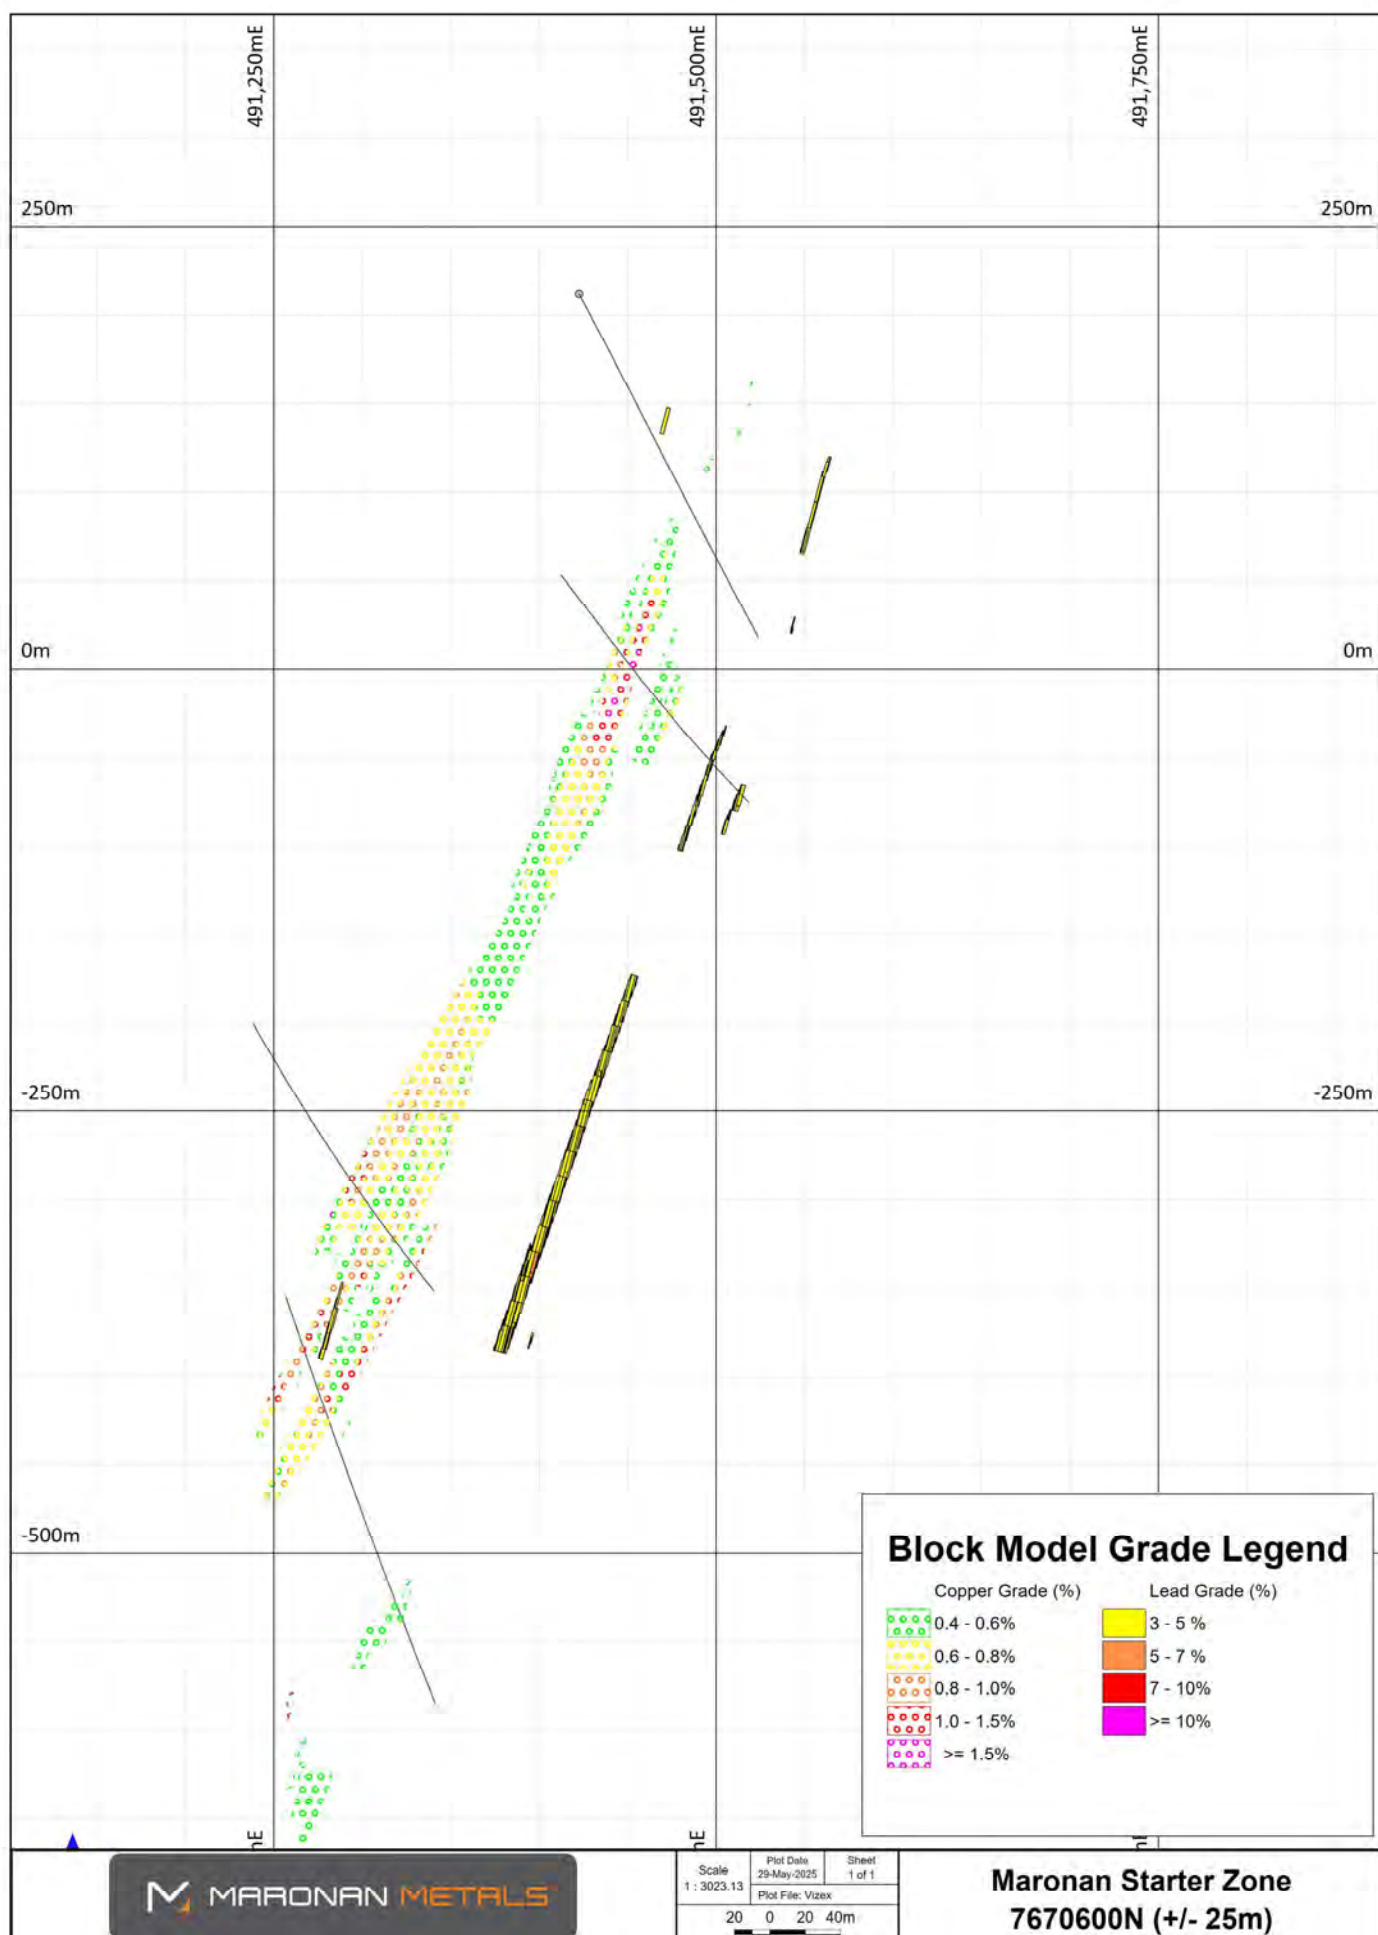 491,250mE
491,500mE
491,750mE
250m
250m
0m
0m
-250m
-250m
-500m
Block Model Grade Legend
Copper Grade (%)
Lead Grade (%)
0.4 - 0.6%
3 - 5 %
0.6 - 0.8%
5 - 7 %
0.8 - 1.0%
7 - 10%
1.0 - 1.5%
>= 10%
>= 1.5%
mE
mE
MARONAN METALS
Scale
1 : 3023.13
Plot Date
29-May-2025
Sheet
1 of 1
Plot File: Vizex
20 0 20 40m
Maronan Starter Zone
7670600N (+/- 25m)